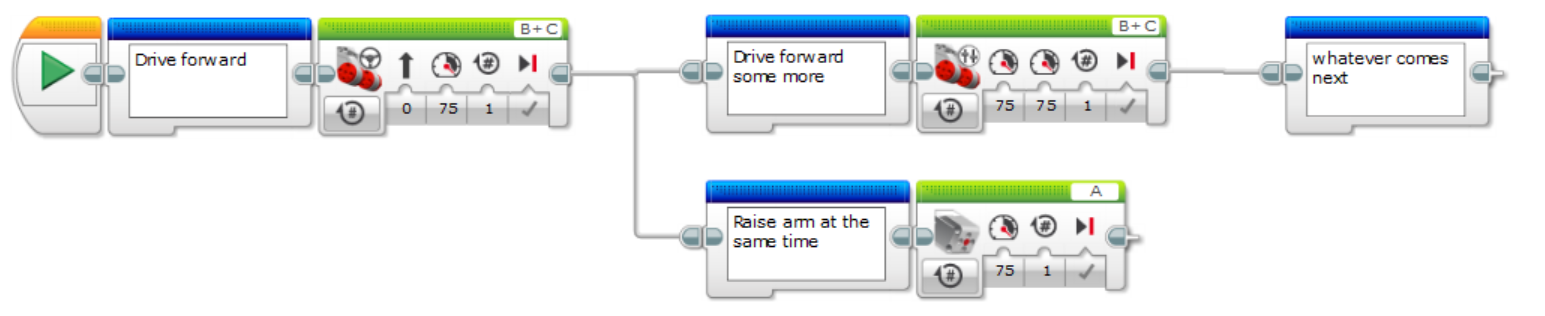 Drive forward
B+C
0 75 1
Drive forward
some more
B+C
75 75 1
whatever comes
next
Raise arm at the
same time
A
75 1